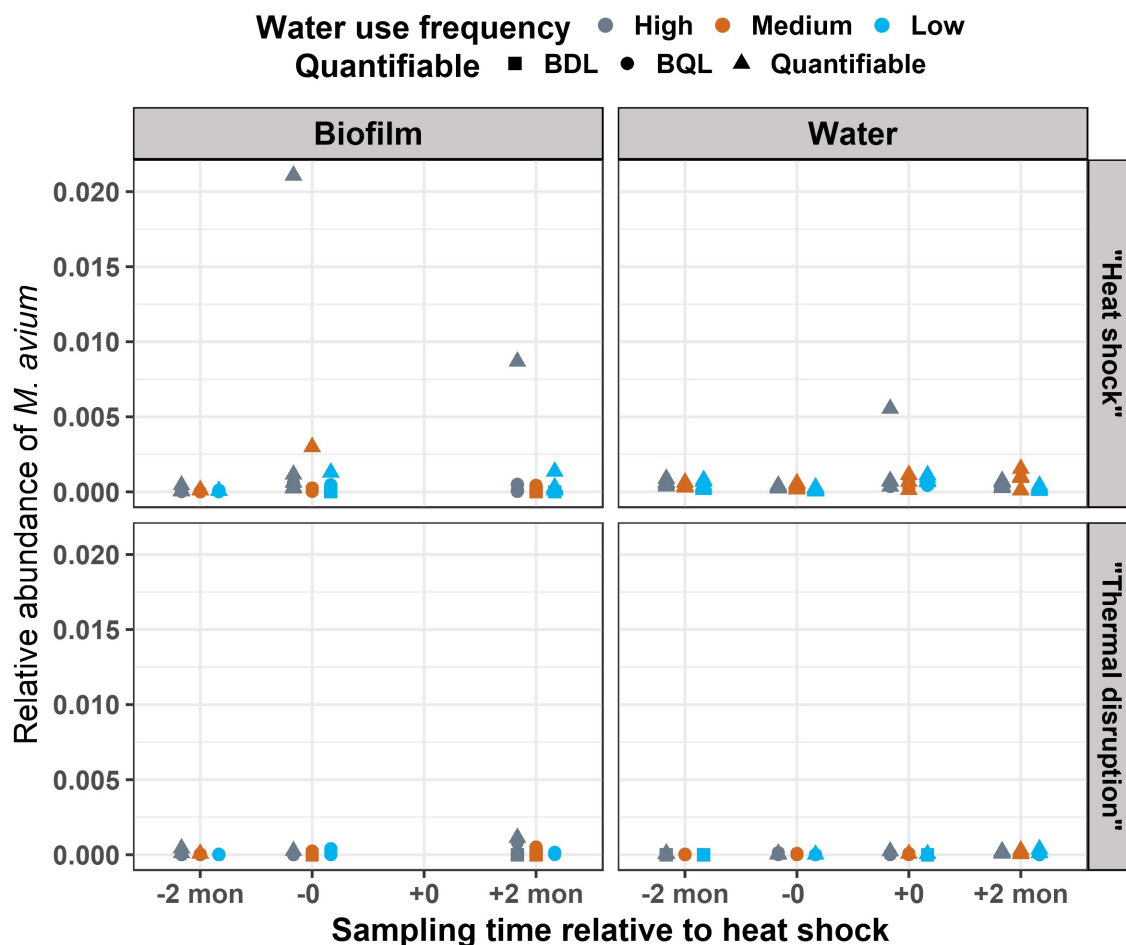 Water use frequency High Medium Low
Quantifiable BDL BQL Quantifiable
Biofilm Water
Relative abundance of M. avium
0.020
0.015
0.010
0.005
0.000
"Heat shock"
0.020
0.015
0.010
0.005
0.000
"Thermal disruption"
-2 mon -0 +0 +2 mon -2 mon -0 +0 +2 mon
Sampling time relative to heat shock